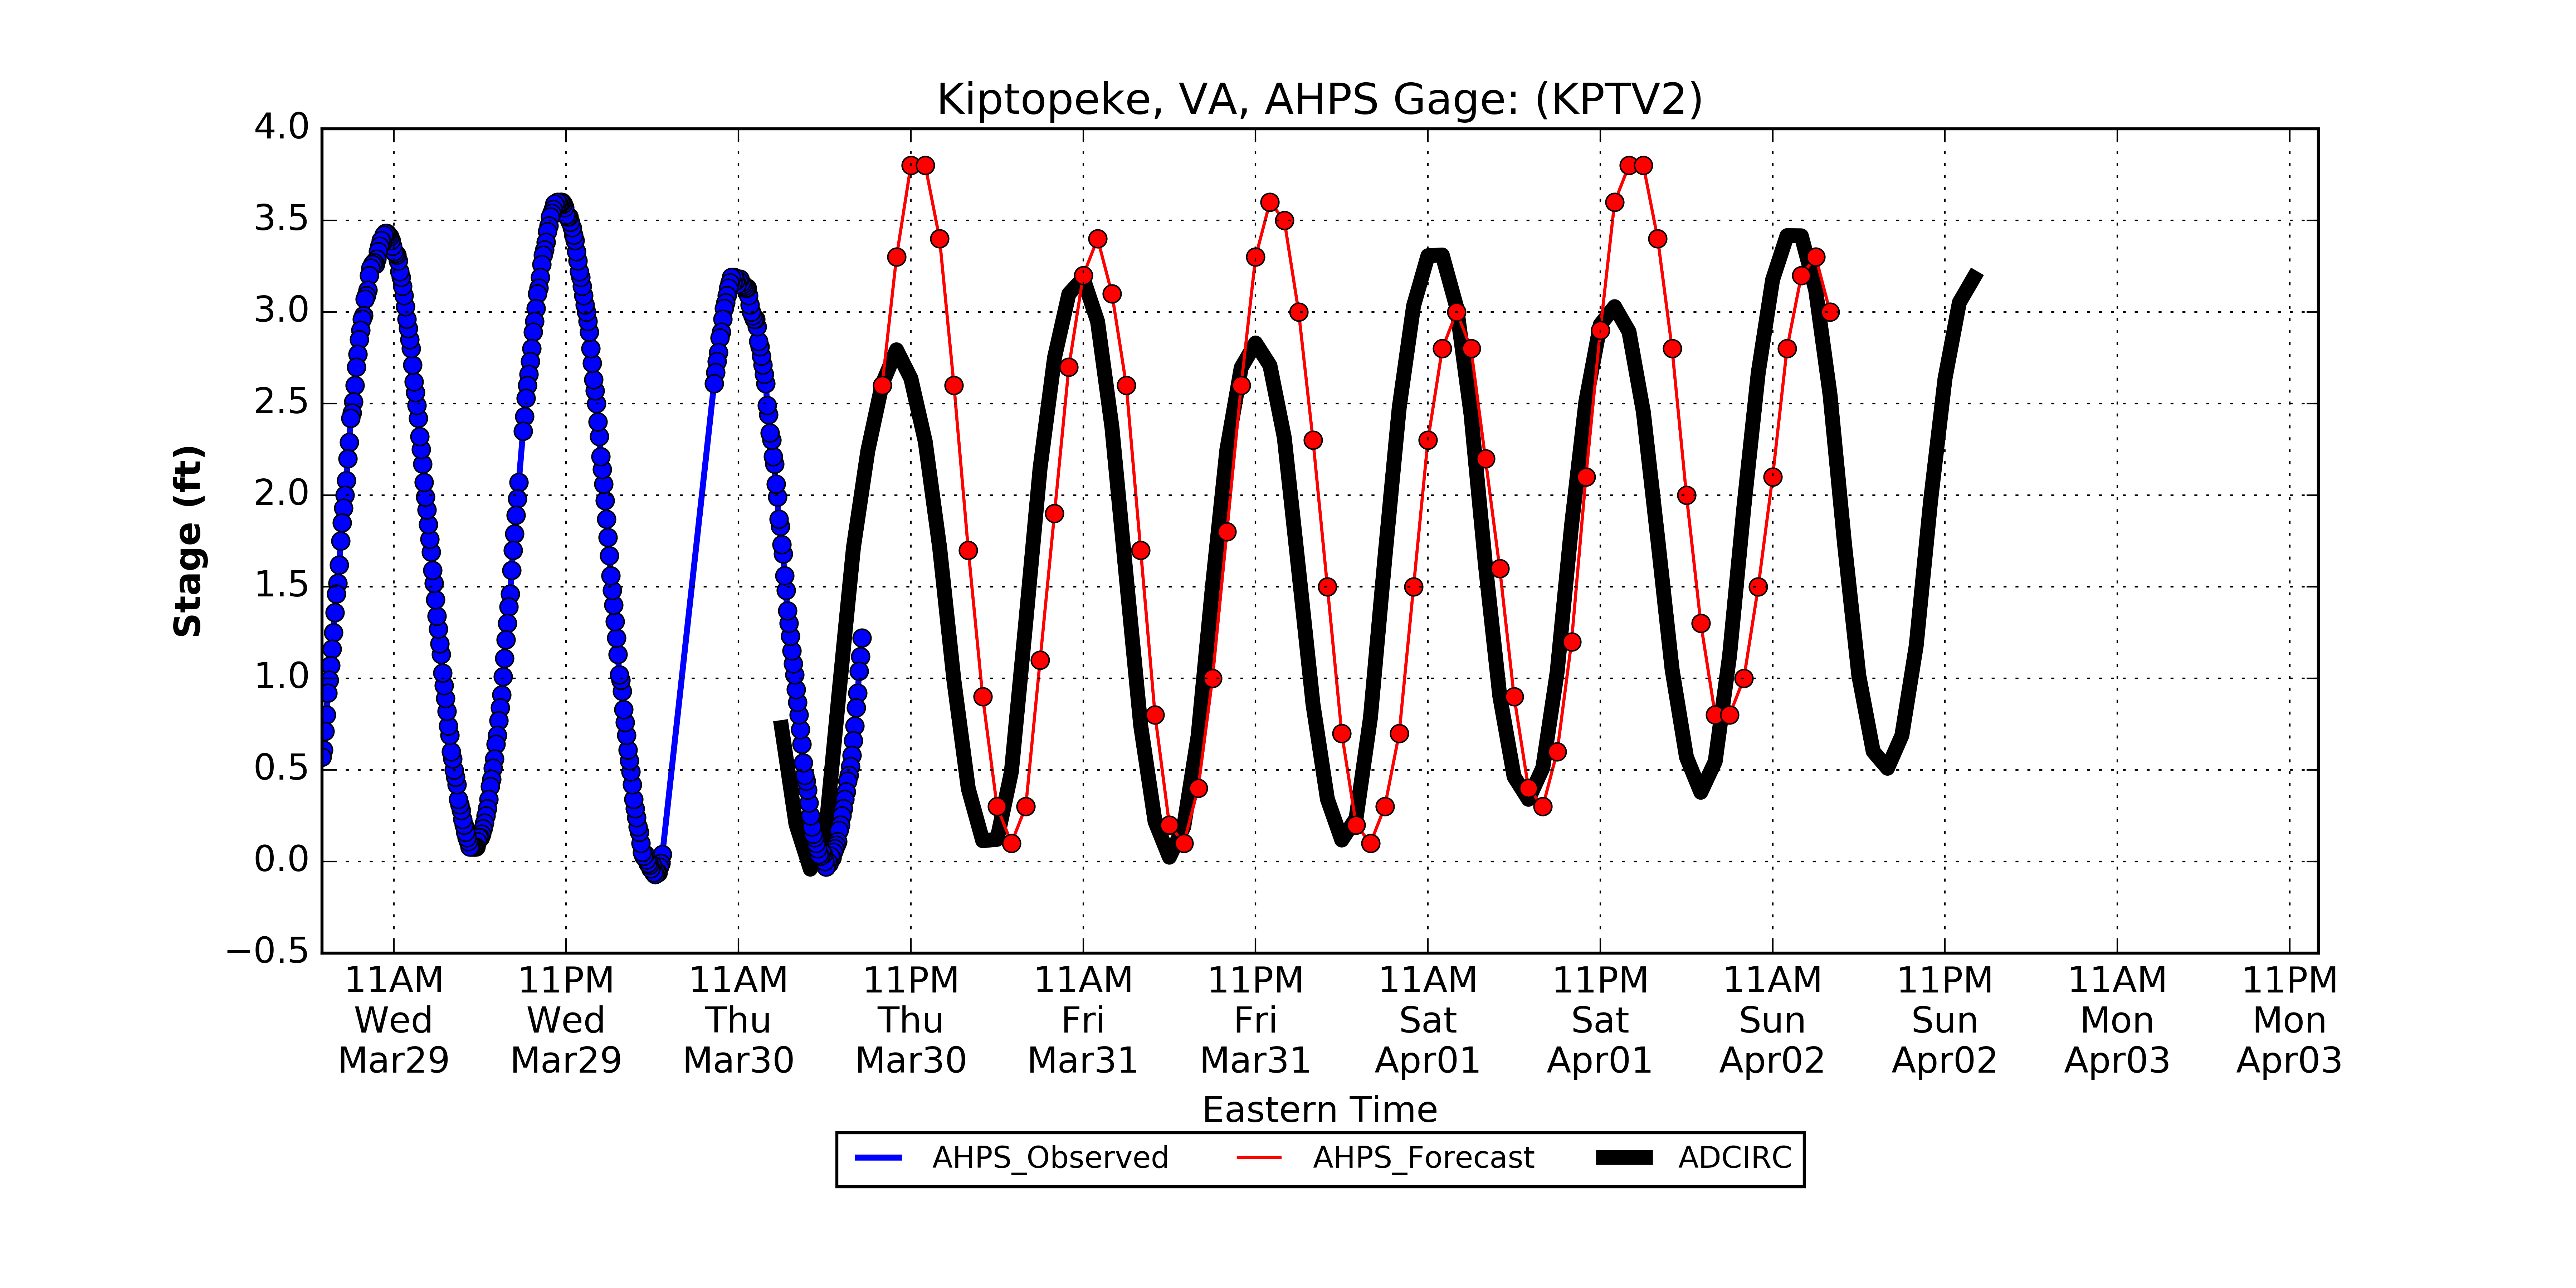 Kiptopeke, VA, AHPS Gage: (KPTV2)
4.0
3.5
3.0
2.5
2.0
1.5
1.0
0.5
0.0
−0.5
Stage (ft)
11AM 11PM 11AM 11PM 11AM 11PM 11AM 11PM 11AM 11PM 11AM 11PM
Wed Wed Thu Thu Fri Fri Sat Sat Sun Sun Mon Mon
Mar29 Mar29 Mar30 Mar30 Mar31 Mar31 Apr01 Apr01 Apr02 Apr02 Apr03 Apr03
Eastern Time
AHPS_Observed AHPS_Forecast ADCIRC